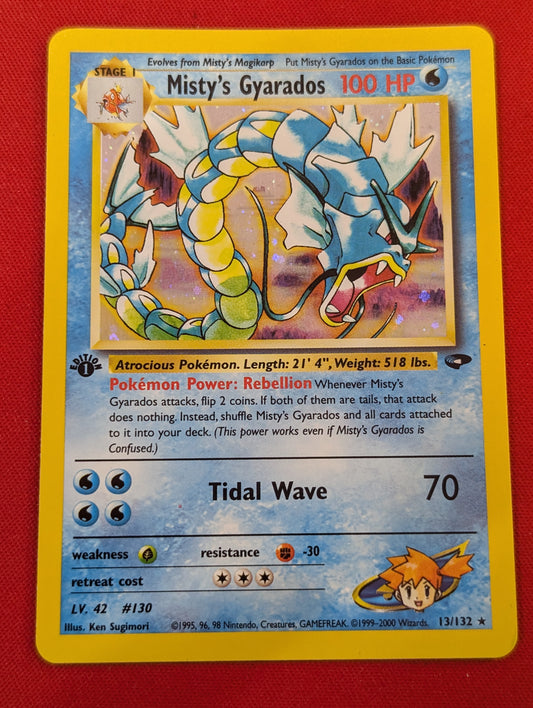 Evolves from Misty's Magikarp Put Misty's Gyarados on the Basic Pokémon
STAGE 1
Misty's Gyarados 100 HP
EDITION
1
Atrocious Pokémon. Length: 21' 4", Weight: 518 lbs.
Pokémon Power: Rebellion Whenever Misty's
Gyarados attacks, flip 2 coins. If both of them are tails, that attack
does nothing. Instead, shuffle Misty's Gyarados and all cards attached
to it into your deck. (This power works even if Misty's Gyarados is
Confused.)
Tidal Wave 70
weakness resistance -30
retreat cost
LV. 42 #130
Illus. Ken Sugimori ©1995, 96, 98 Nintendo, Creatures, GAMEFREAK. ©1999-2000 Wizards. 13/132 ★